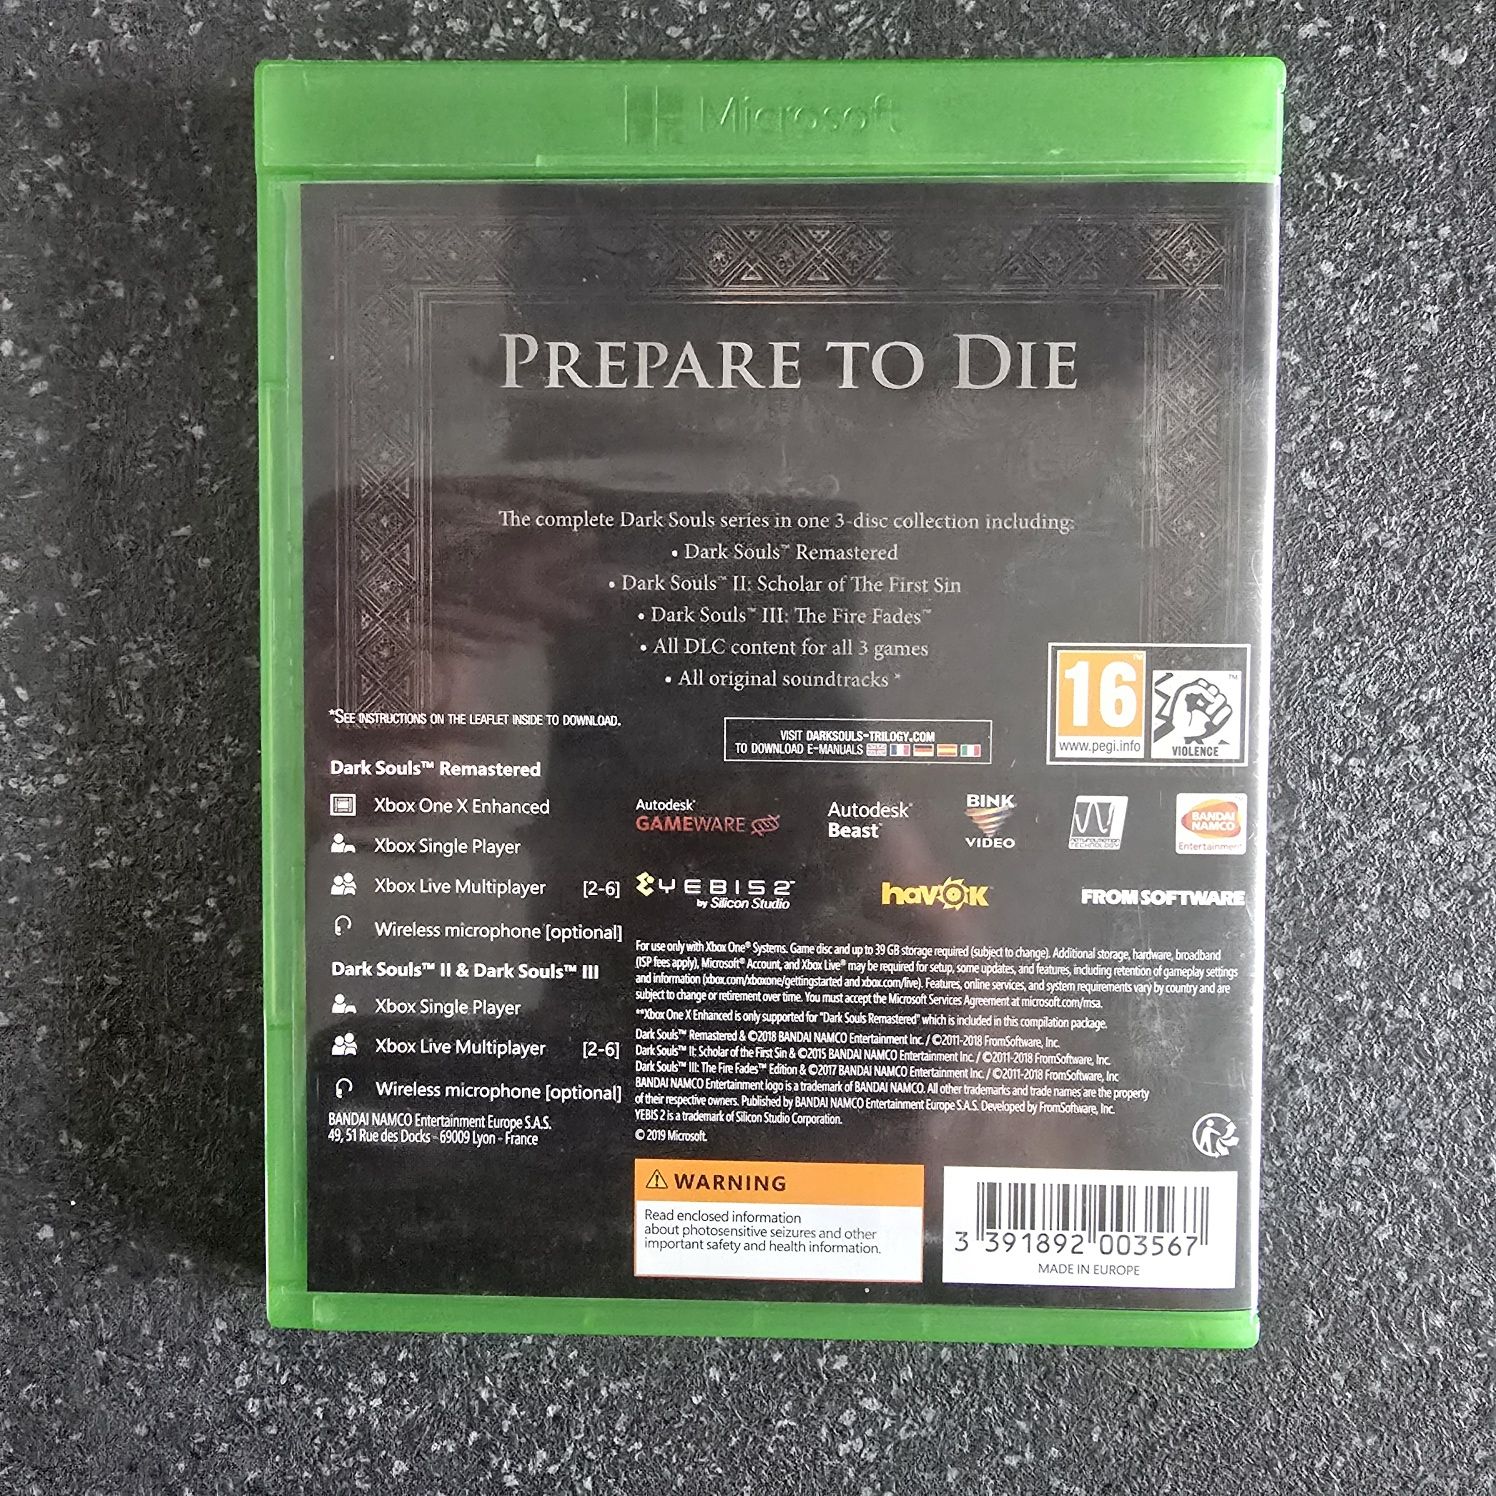 Microsoft
PREPARE TO DIE
The complete Dark Souls series in one 3-disc collection including:
• Dark Souls™ Remastered
• Dark Souls™ II: Scholar of The First Sin
• Dark Souls™ III: The Fire Fades™
• All DLC content for all 3 games
• All original soundtracks *
*SEE INSTRUCTIONS ON THE LEAFLET INSIDE TO DOWNLOAD.
VISIT DARKSOULS-TRILOGY.COM
TO DOWNLOAD E-MANUALS
16
www.pegi.info
VIOLENCE
Dark Souls™ Remastered
Xbox One X Enhanced
Xbox Single Player
Xbox Live Multiplayer [2-6]
Wireless microphone [optional]
Dark Souls™ II & Dark Souls™ III
Xbox Single Player
Xbox Live Multiplayer [2-6]
Wireless microphone [optional]
BANDAI NAMCO Entertainment Europe S.A.S.
49, 51 Rue des Docks - 69009 Lyon - France
Autodesk®
GAMEWARE
Autodesk®
Beast™
BINK
VIDEO
BANDAI
NAMCO
Entertainment
YEBIS 2™
by Silicon Studio
havok™
FROMSOFTWARE
For use only with Xbox One® Systems. Game disc and up to 39 GB storage required (subject to change). Additional storage, hardware, broadband
(ISP fees apply), Microsoft® Account, and Xbox Live® may be required for setup, some updates, and features, including retention of gameplay settings
and information (xbox.com/xboxone/gettingstarted and xbox.com/live). Features, online services, and system requirements vary by country and are
subject to change or retirement over time. You must accept the Microsoft Services Agreement at microsoft.com/msa.
**Xbox One X Enhanced is only supported for "Dark Souls Remastered" which is included in this compilation package.
Dark Souls™ Remastered & ©2018 BANDAI NAMCO Entertainment Inc. / ©2011-2018 FromSoftware, Inc.
Dark Souls™ II: Scholar of the First Sin & ©2015 BANDAI NAMCO Entertainment Inc. / ©2011-2018 FromSoftware, Inc.
Dark Souls™ III: The Fire Fades™ Edition & ©2017 BANDAI NAMCO Entertainment Inc. / ©2011-2018 FromSoftware, Inc
BANDAI NAMCO Entertainment logo is a trademark of BANDAI NAMCO. All other trademarks and trade names are the property
of their respective owners. Published by BANDAI NAMCO Entertainment Europe S.A.S. Developed by FromSoftware, Inc.
YEBIS 2 is a trademark of Silicon Studio Corporation.
© 2019 Microsoft.
WARNING
Read enclosed information
about photosensitive seizures and other
important safety and health information.
3 391892 003567
MADE IN EUROPE